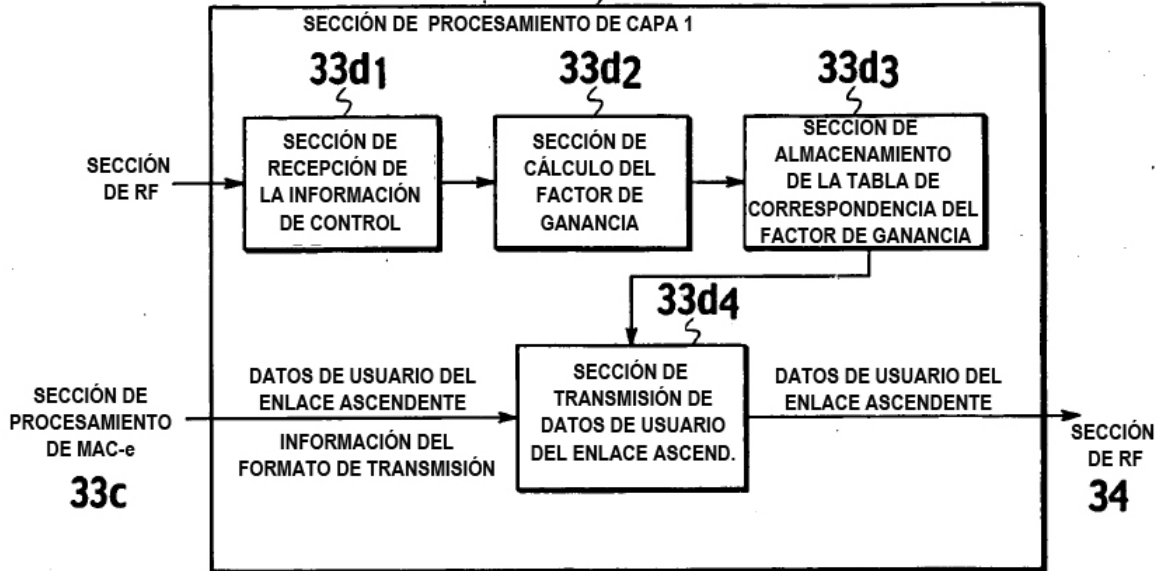 SECCIÓN DE PROCESAMIENTO DE CAPA 1
33d1
33d2
33d3
SECCIÓN
DE RF
SECCIÓN DE
RECEPCIÓN DE
LA INFORMACIÓN
DE CONTROL
SECCIÓN DE
CÁLCULO DEL
FACTOR DE
GANANCIA
SECCIÓN DE
ALMACENAMIENTO
DE LA TABLA DE
CORRESPONDENCIA DEL
FACTOR DE GANANCIA
33d4
SECCIÓN DE
PROCESAMIENTO
DE MAC-e
33c
DATOS DE USUARIO DEL
ENLACE ASCENDENTE
INFORMACIÓN DEL
FORMATO DE TRANSMISIÓN
SECCIÓN DE
TRANSMISIÓN DE
DATOS DE USUARIO
DEL ENLACE ASCEND.
DATOS DE USUARIO DEL
ENLACE ASCENDENTE
SECCIÓN
DE RF
34